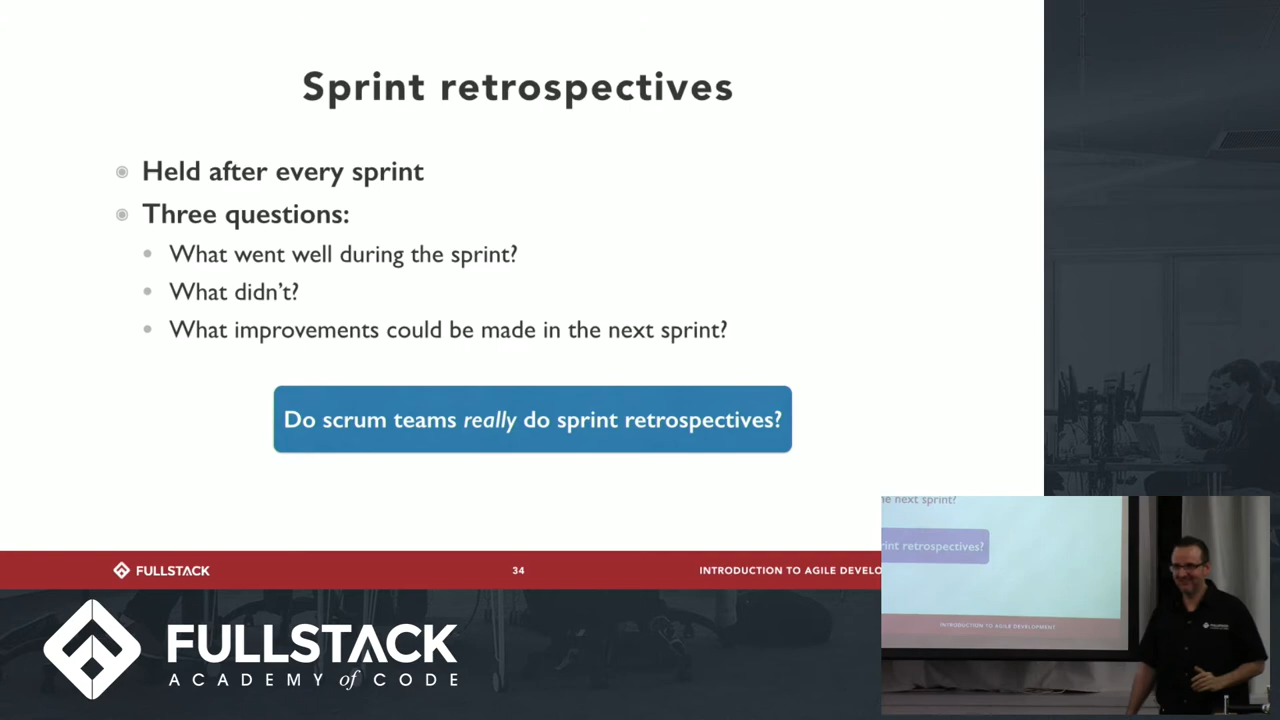 Sprint retrospectives
Held after every sprint
Three questions:
What went well during the sprint?
What didn't?
What improvements could be made in the next sprint?
Do scrum teams really do sprint retrospectives?
FULLSTACK
34
INTRODUCTION TO AGILE DEVELO
FULLSTACK
ACADEMY of CODE
he next sprint?
rint retrospectives?
INTRODUCTION TO AGILE DEVELOPMENT